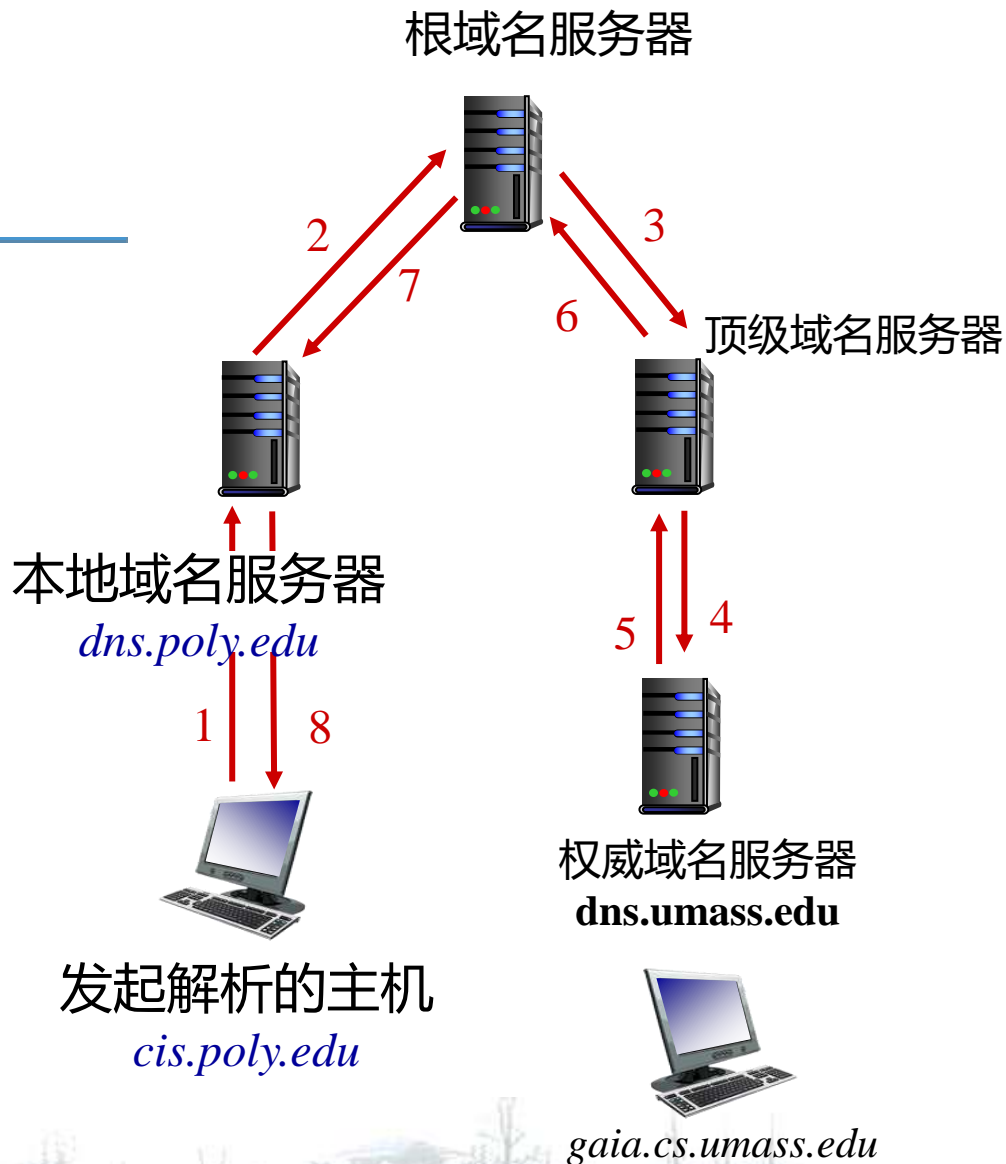 根域名服务器
2
3
7
6
顶级域名服务器
本地域名服务器
dns.poly.edu
5
4
1
8
权威域名服务器
dns.umass.edu
发起解析的主机
cis.poly.edu
gaia.cs.umass.edu